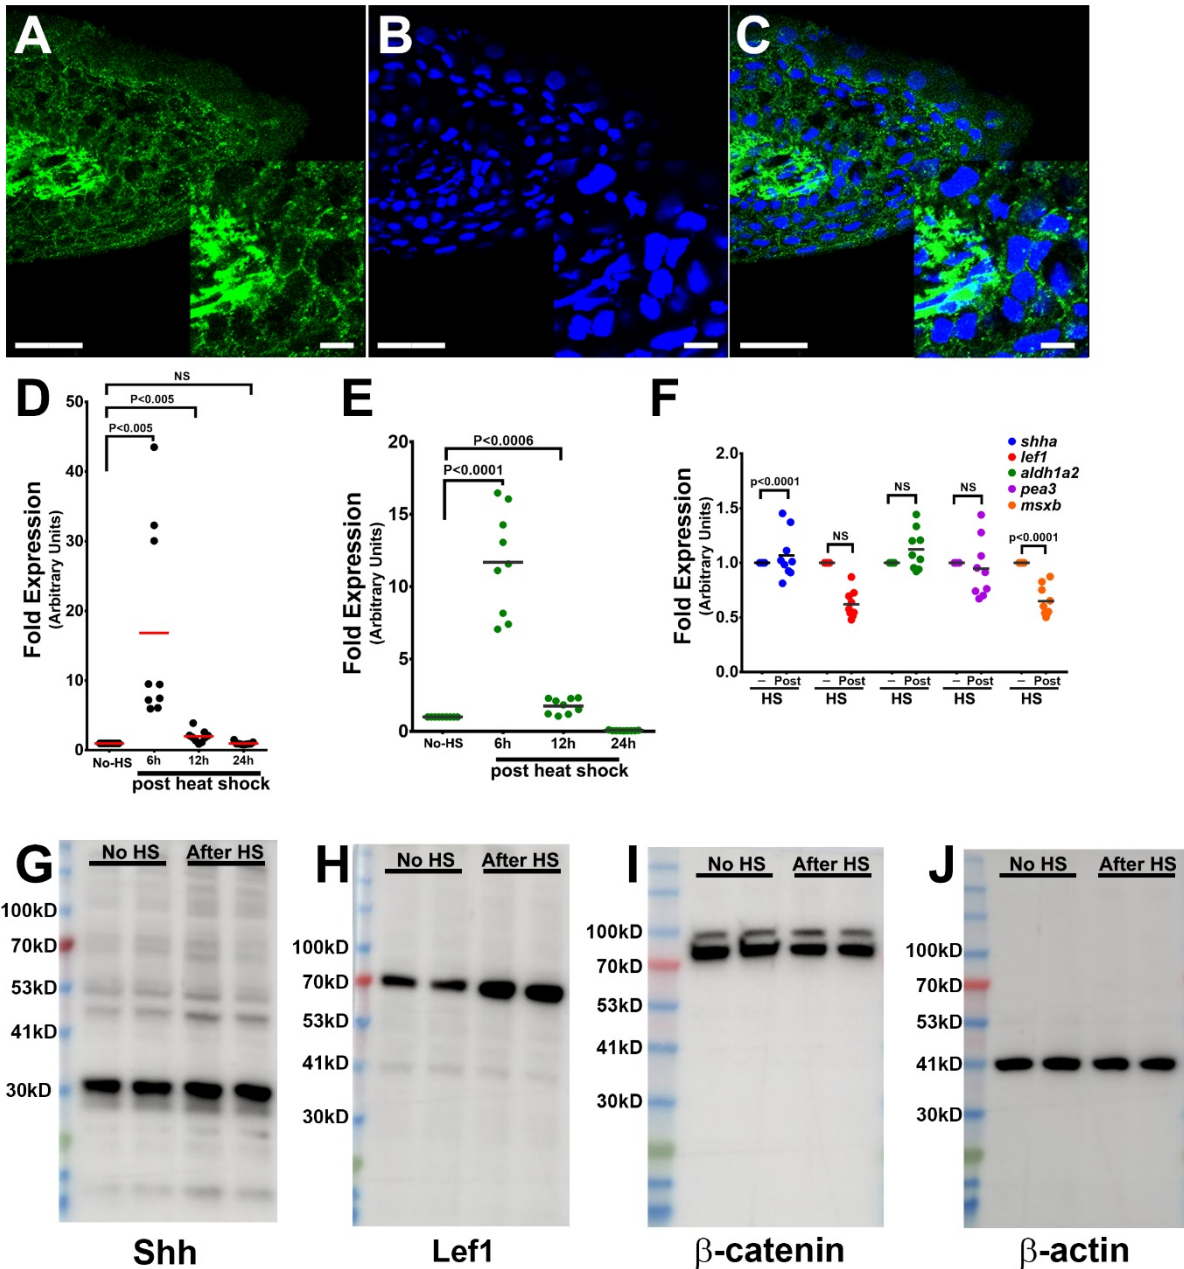 A
B
C
D
NS
P<0.005
P<0.005
50
40
30
20
10
0
Fold Expression
(Arbitrary Units)
No-HS
6h
12h
24h
post heat shock
E
P<0.0006
P<0.0001
20
15
10
5
0
Fold Expression
(Arbitrary Units)
No-HS
6h
12h
24h
post heat shock
F
shha
lef1
aldh1a2
pea3
msxb
2.0
1.5
1.0
0.5
0.0
Fold Expression
(Arbitrary Units)
p<0.0001
NS
NS
NS
p<0.0001
– Post
HS
– Post
HS
– Post
HS
– Post
HS
– Post
HS
G
No HS
After HS
100kD
70kD
53kD
41kD
30kD
Shh
H
No HS
After HS
100kD
70kD
53kD
41kD
30kD
Lef1
I
No HS
After HS
100kD
70kD
53kD
41kD
30kD
β-catenin
J
No HS
After HS
100kD
70kD
53kD
41kD
30kD
β-actin